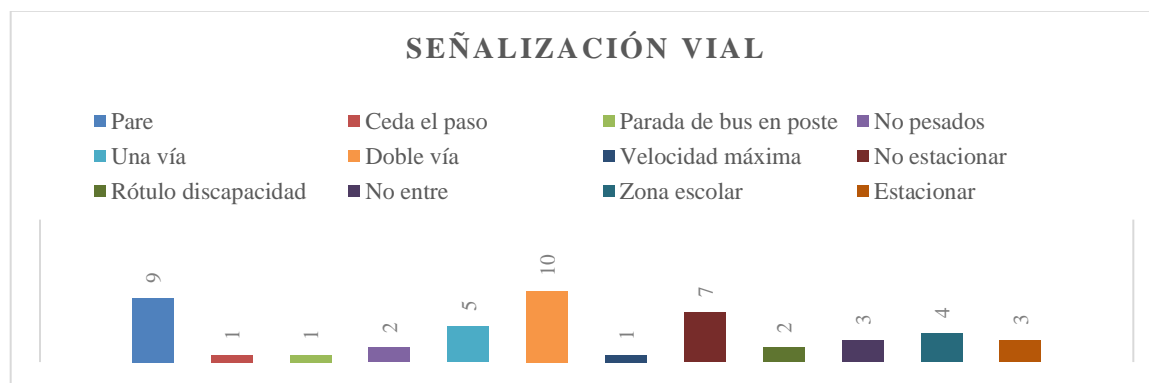 SEÑALIZACIÓN VIAL
Pare Ceda el paso Parada de bus en poste No pesados
Una vía Doble vía Velocidad máxima No estacionar
Rótulo discapacidad No entre Zona escolar Estacionar
9 1 1 2 5 10 1 7 2 3 4 3